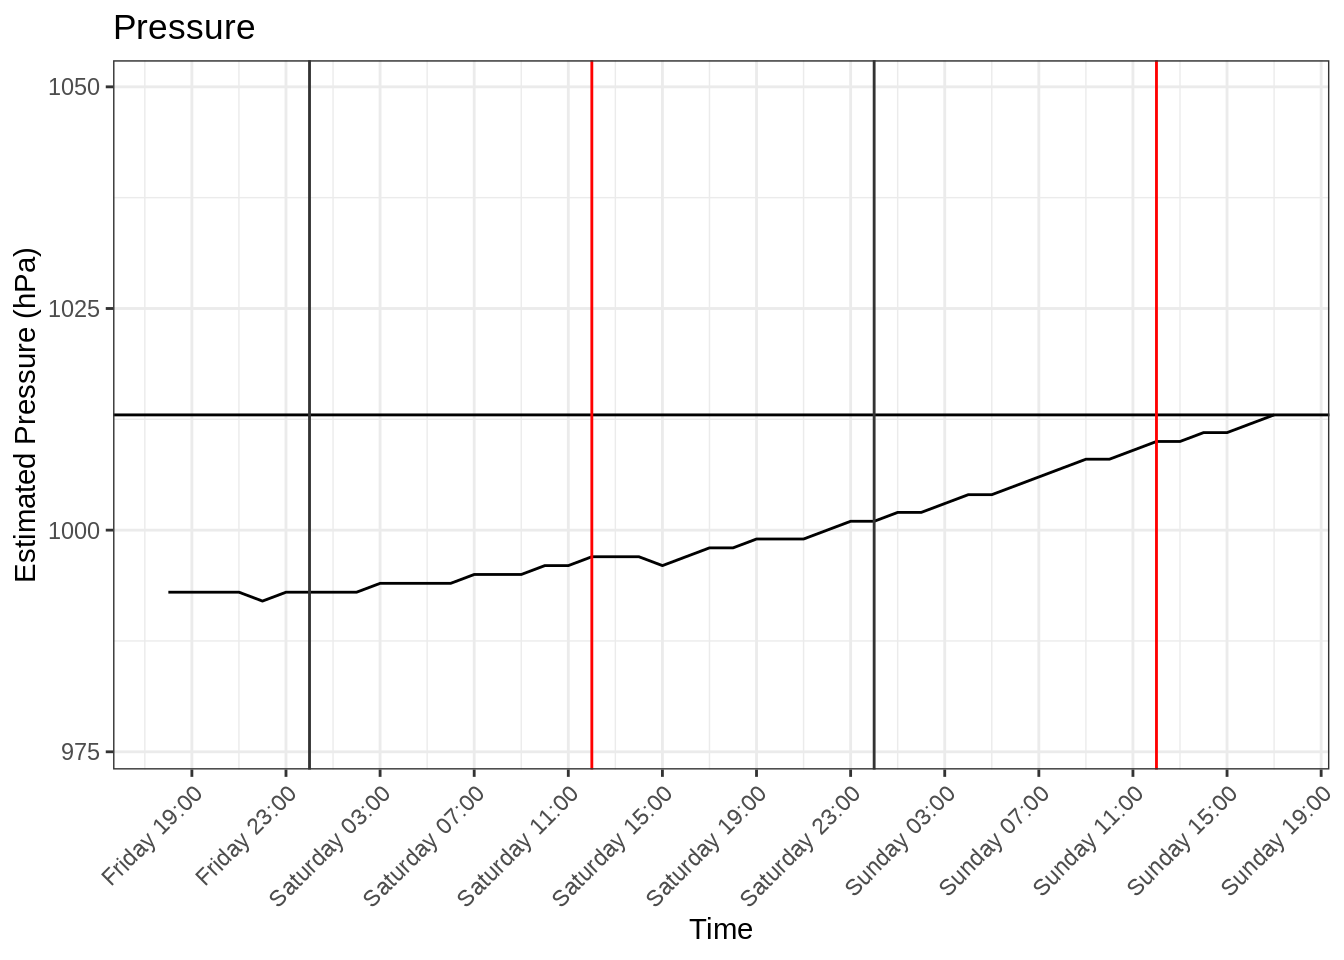 Pressure
Estimated Pressure (hPa)
1050
1025
1000
975
Friday 19:00
Friday 23:00
Saturday 03:00
Saturday 07:00
Saturday 11:00
Saturday 15:00
Saturday 19:00
Saturday 23:00
Sunday 03:00
Sunday 07:00
Sunday 11:00
Sunday 15:00
Sunday 19:00
Time